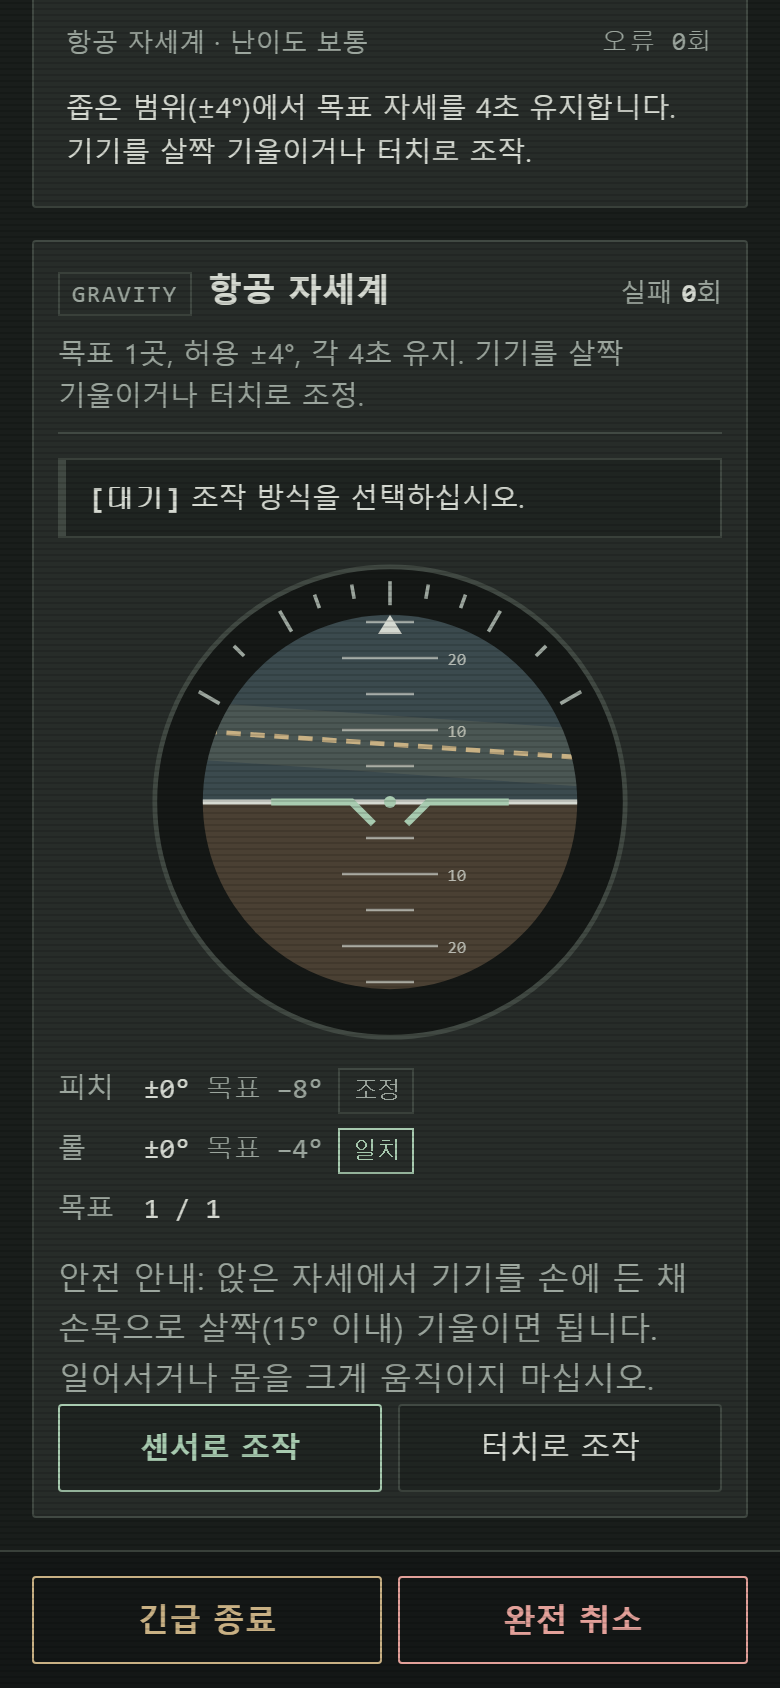 항공 자세계 · 난이도 보통 오류 0회
좁은 범위(±4°)에서 목표 자세를 4초 유지합니다.
기기를 살짝 기울이거나 터치로 조작.
GRAVITY 항공 자세계 실패 0회
목표 1곳, 허용 ±4°, 각 4초 유지. 기기를 살짝
기울이거나 터치로 조정.
[대기] 조작 방식을 선택하십시오.
20
10
10
20
피치 ±0° 목표 −8° 조정
롤 ±0° 목표 −4° 일치
목표 1 / 1
안전 안내: 앉은 자세에서 기기를 손에 든 채
손목으로 살짝(15° 이내) 기울이면 됩니다.
일어서거나 몸을 크게 움직이지 마십시오.
센서로 조작 터치로 조작
긴급 종료 완전 취소